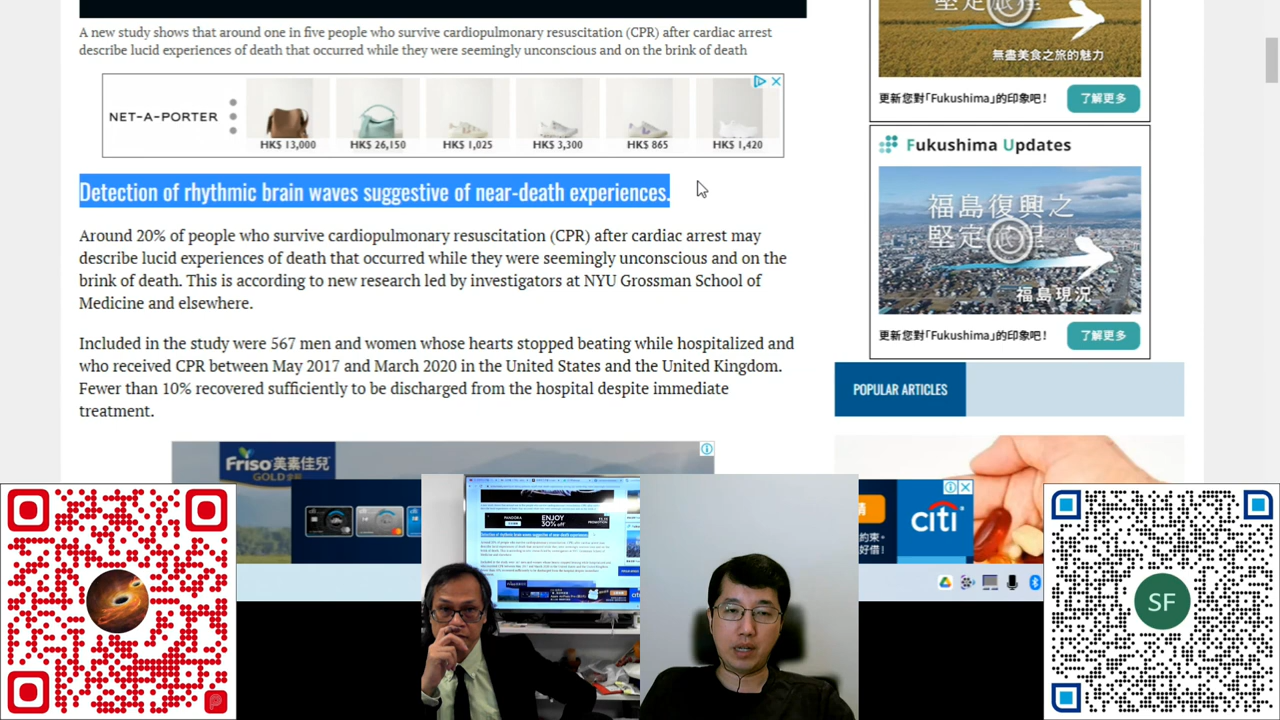 A new study shows that around one in five people who survive cardiopulmonary resuscitation (CPR) after cardiac arrest
describe lucid experiences of death that occurred while they were seemingly unconscious and on the brink of death
NET-A-PORTER
HK$ 13,000
HK$ 26,150
HK$ 1,025
HK$ 3,300
HK$ 865
HK$ 1,420
Detection of rhythmic brain waves suggestive of near-death experiences.
Around 20% of people who survive cardiopulmonary resuscitation (CPR) after cardiac arrest may
describe lucid experiences of death that occurred while they were seemingly unconscious and on the
brink of death. This is according to new research led by investigators at NYU Grossman School of
Medicine and elsewhere.
Included in the study were 567 men and women whose hearts stopped beating while hospitalized and
who received CPR between May 2017 and March 2020 in the United States and the United Kingdom.
Fewer than 10% recovered sufficiently to be discharged from the hospital despite immediate
treatment.
無盡美食之旅的魅力
更新您對「Fukushima」的印象吧!
了解更多
Fukushima Updates
福島復興之
堅定旅程
福島現況
更新您對「Fukushima」的印象吧!
了解更多
POPULAR ARTICLES
Friso 美素佳兒
GOLD
PANDORA
ENJOY
30% off
citi
SF